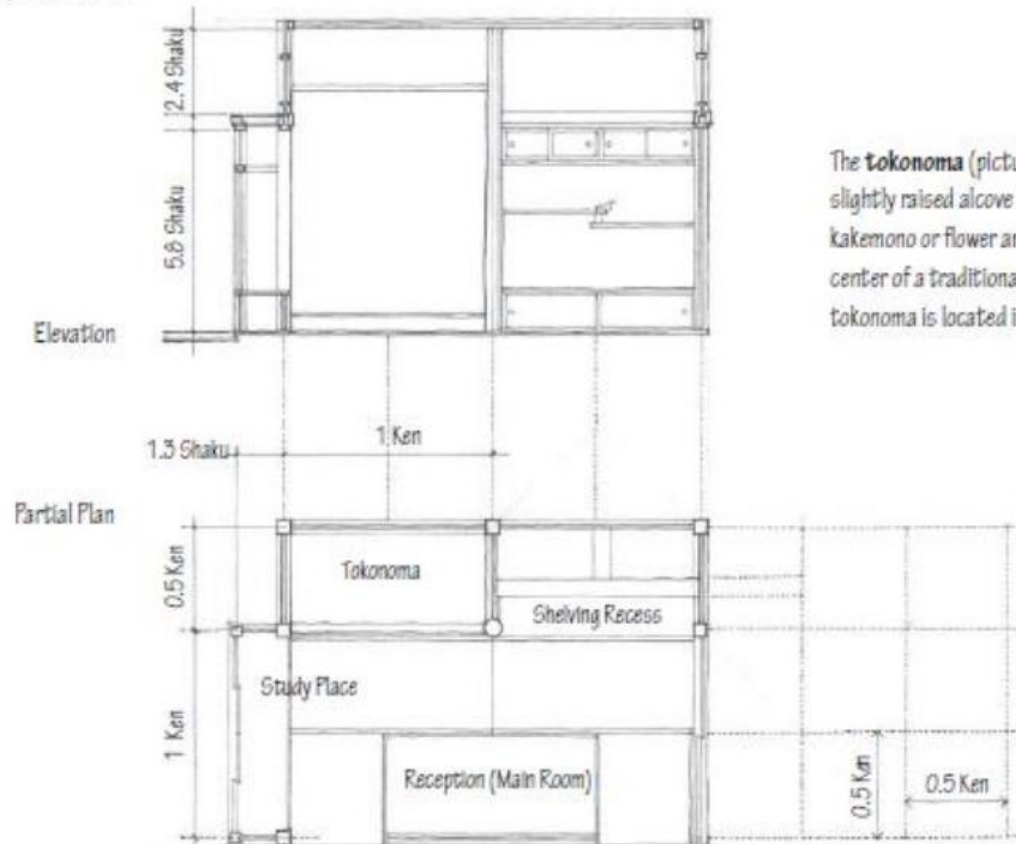 2.4 Shaku
5.8 Shaku
The tokonoma (pictu
slightly raised alcove
kakemono or flower ar
center of a traditiona
tokonoma is located i
Elevation
1.3 Shaku
1 Ken
Partial Plan
0.5 Ken
Tokonoma
Shelving Recess
Study Place
1 Ken
Reception (Main Room)
0.5 Ken
0.5 Ken